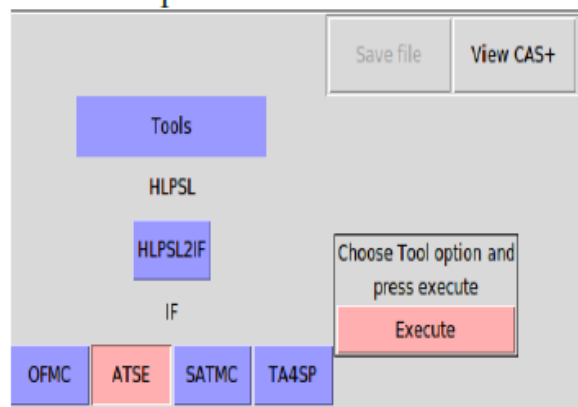 Save file
View CAS+
Tools
HLPSL
HLPSL2IF
Choose Tool option and
press execute
IF
Execute
OFMC
ATSE
SATMC
TA4SP